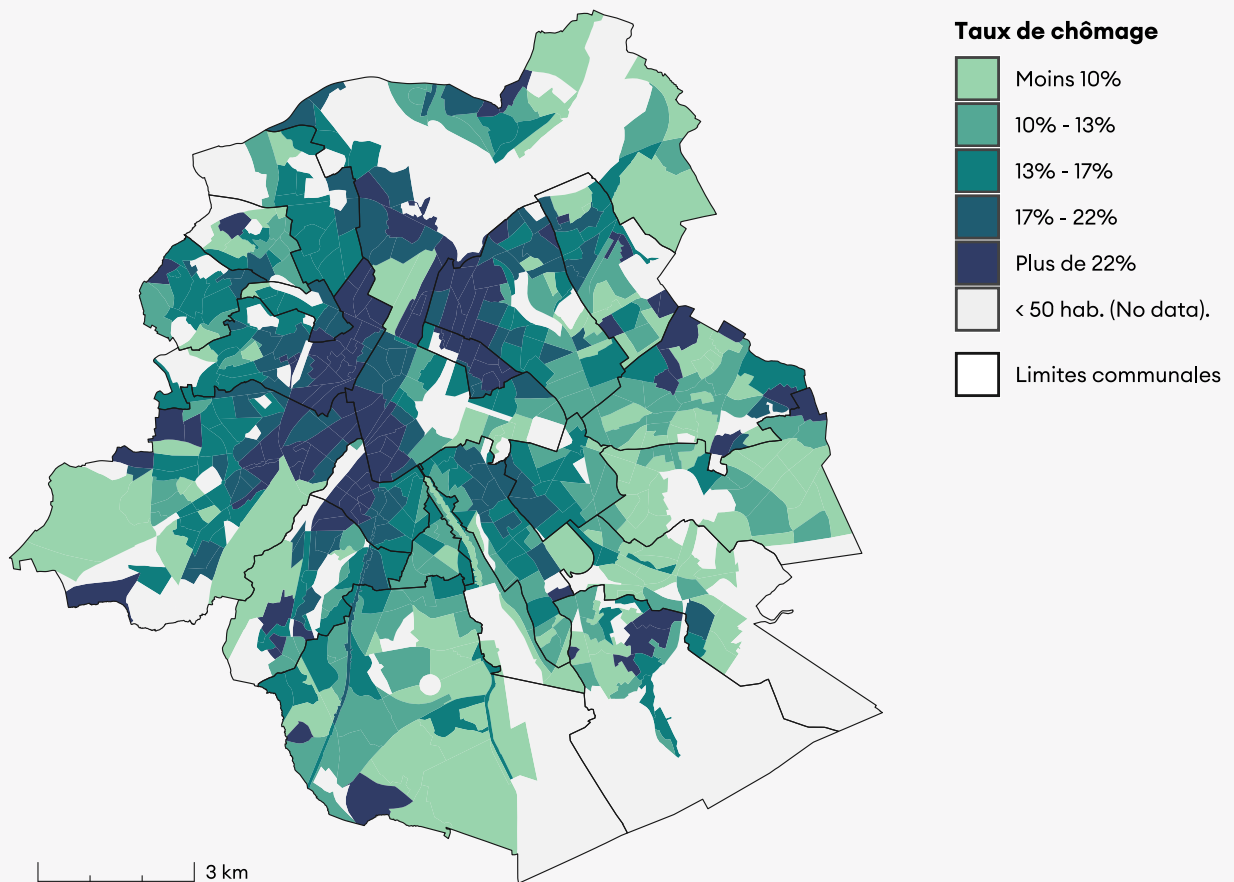 Taux de chômage
Moins 10%
10% - 13%
13% - 17%
17% - 22%
Plus de 22%
< 50 hab. (No data).
Limites communales
3 km